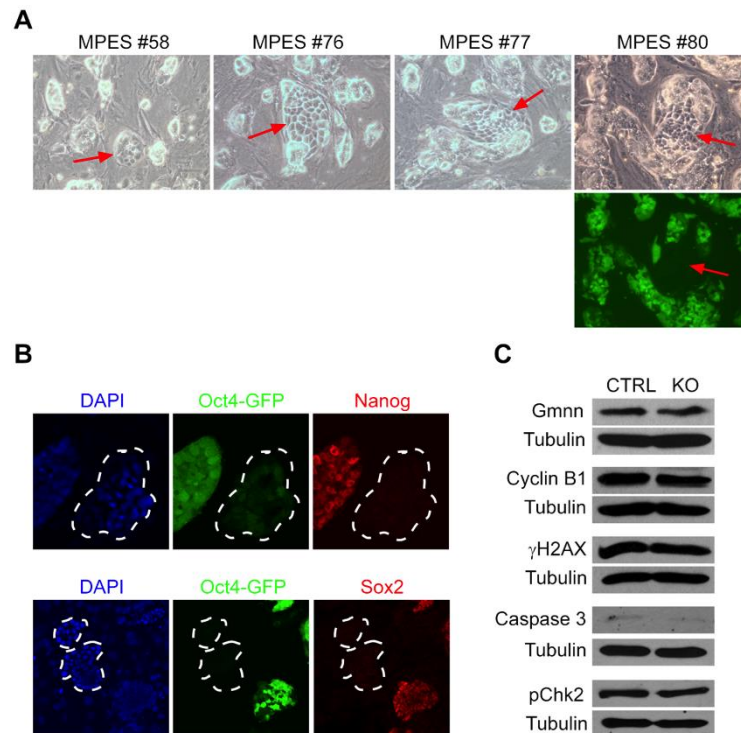 A
MPES #58 MPES #76 MPES #77 MPES #80
B
DAPI Oct4-GFP Nanog
DAPI Oct4-GFP Sox2
C
CTRL KO
Gmnn
Tubulin
Cyclin B1
Tubulin
γH2AX
Tubulin
Caspase 3
Tubulin
pChk2
Tubulin